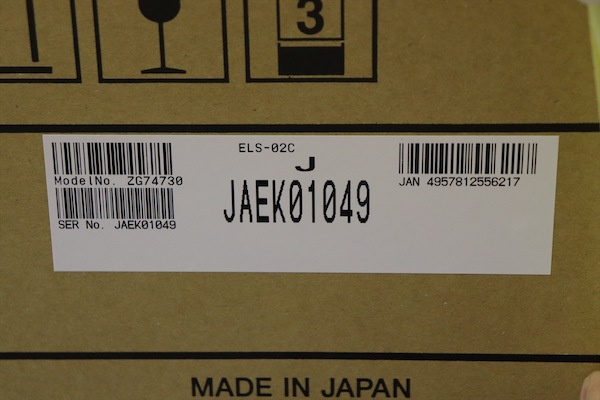 3
ELS-02C
J
ModelNo. ZG74730
JAEK01049
JAN 4957812556217
SER No. JAEK01049
MADE IN JAPAN